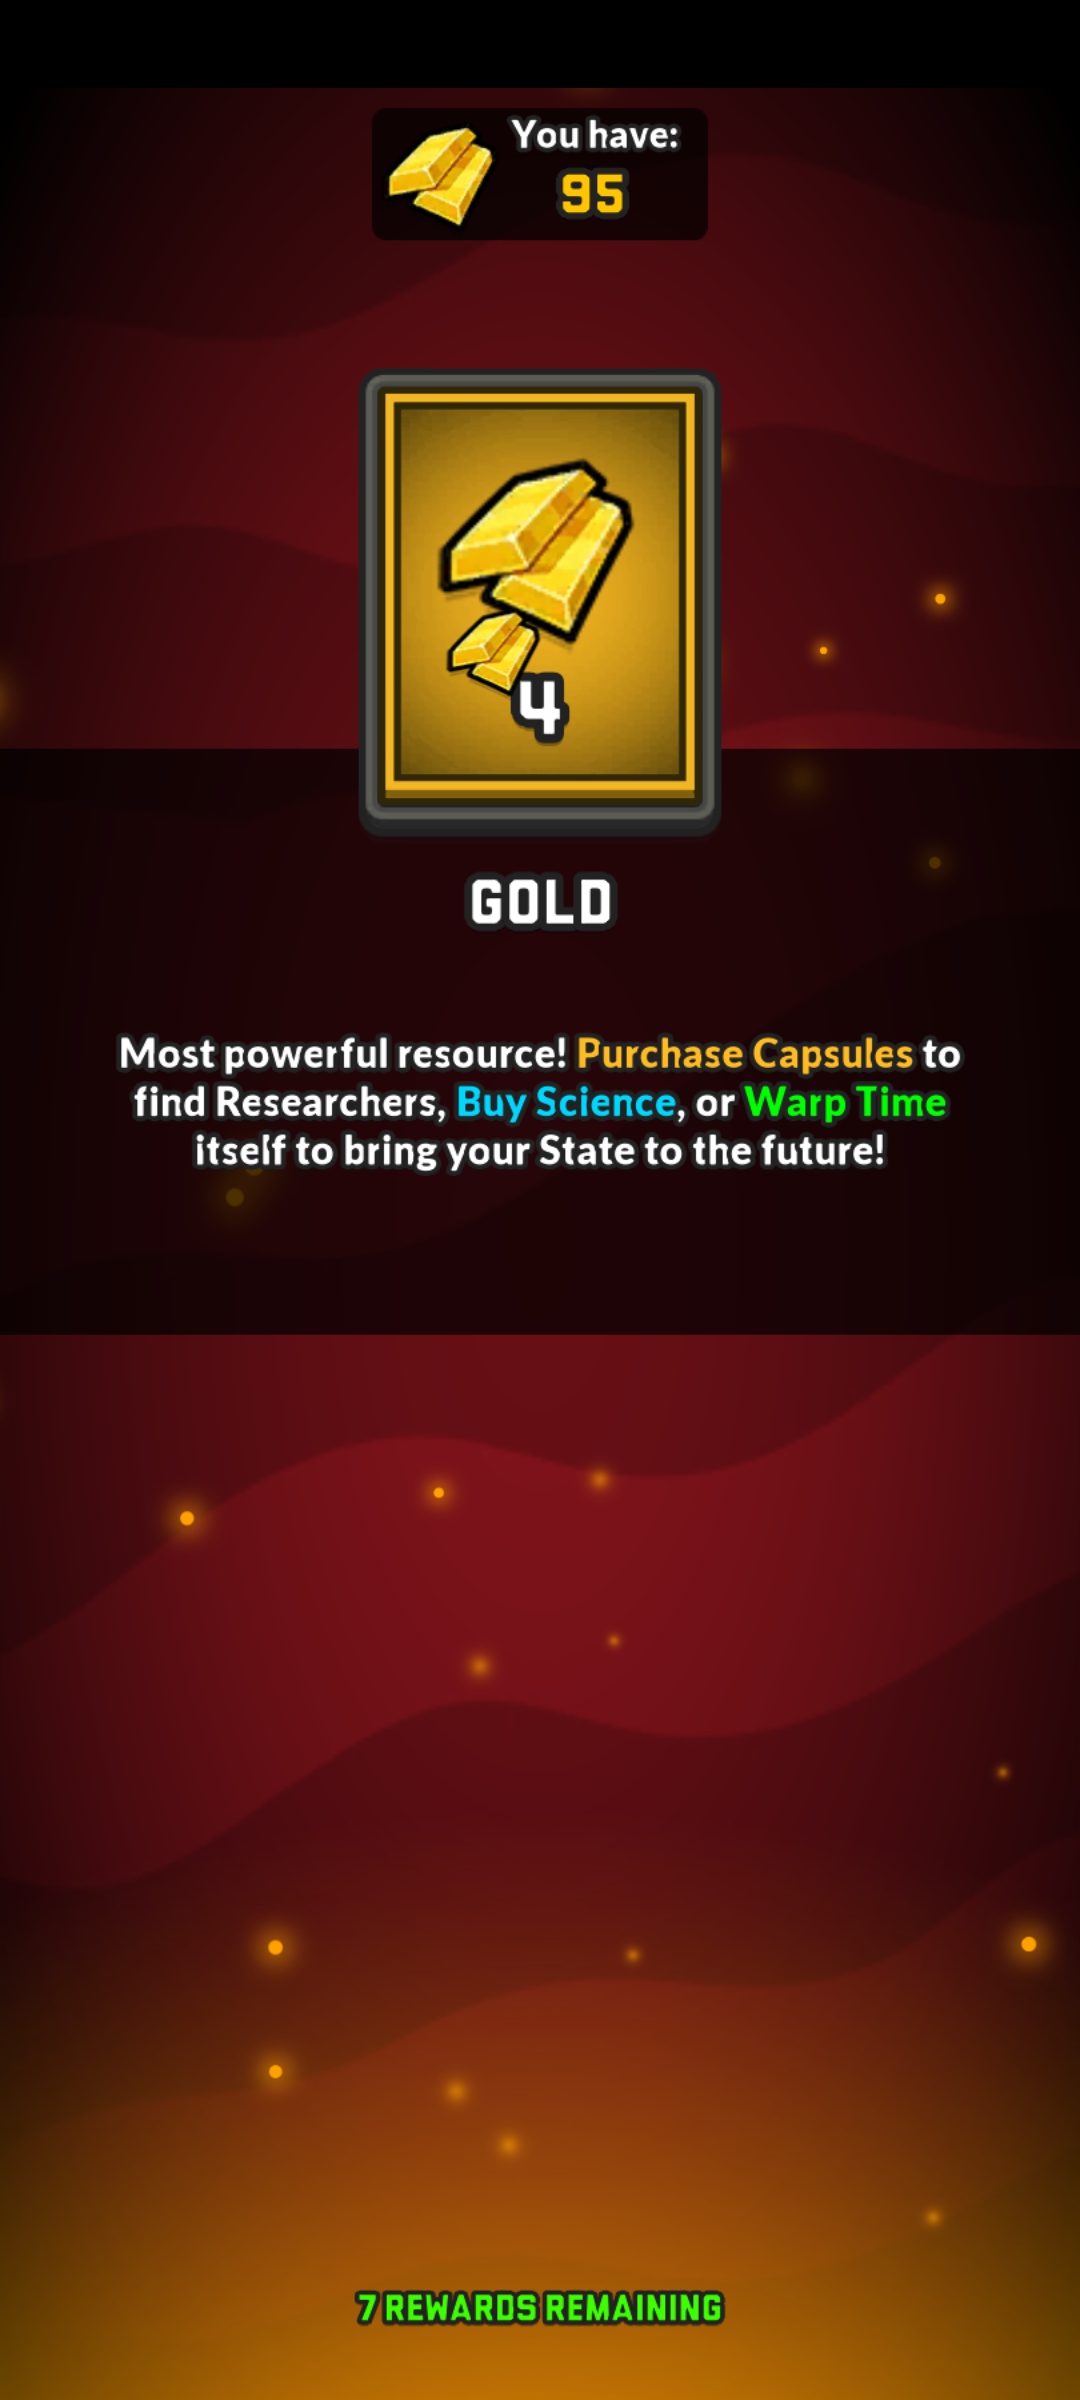 You have:
95
4
GOLD
Most powerful resource! Purchase Capsules to
find Researchers, Buy Science, or Warp Time
itself to bring your State to the future!
7 REWARDS REMAINING